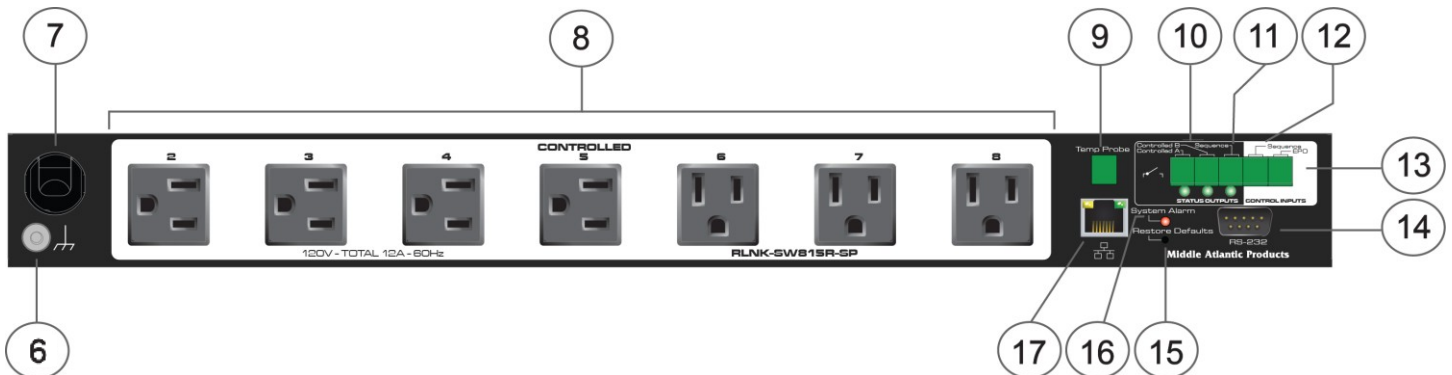 7
8
9
10
11
12
CONTROLLED
2
3
4
5
6
7
8
120V - TOTAL 12A - 60Hz
RLNK-SW815R-SP
Temp Probe
Controlled B
Controlled A
Sequence
Sequence
EPO
STATUS OUTPUTS
CONTROL INPUTS
System Alarm
Restore Defaults
RS-232
Middle Atlantic Products
13
14
6
17
16
15